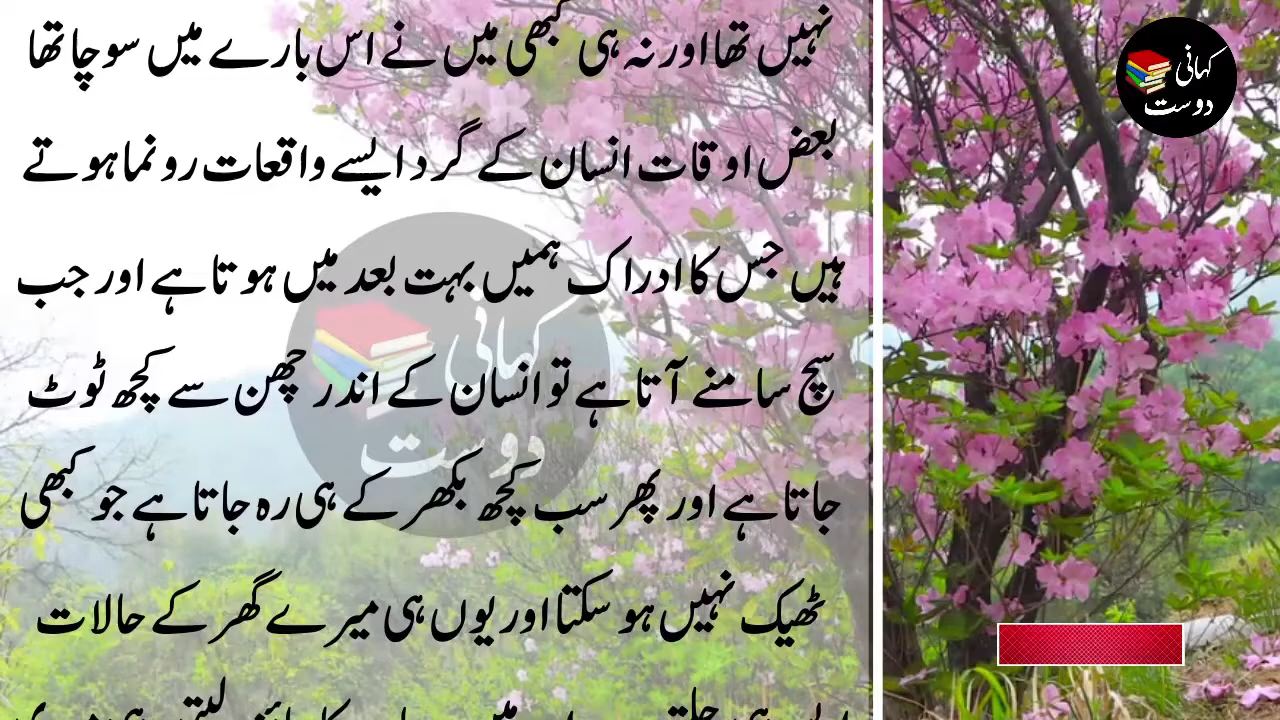 نہیں تھا اور نہ ہی کبھی میں نے اس بارے میں سوچا تھا
بعض اوقات انسان کے گرد ایسے واقعات رونما ہوتے
ہیں جس کا ادراک ہمیں بہت بعد میں ہوتا ہے اور جب
سچ سامنے آتا ہے تو انسان کے اندر چھن سے کچھ ٹوٹ
جاتا ہے اور پھر سب کچھ بکھر کے ہی رہ جاتا ہے جو کبھی
ٹھیک نہیں ہو سکتا اور یوں ہی میرے گھر کے حالات
کہانی
دوست
کہانی
دوست